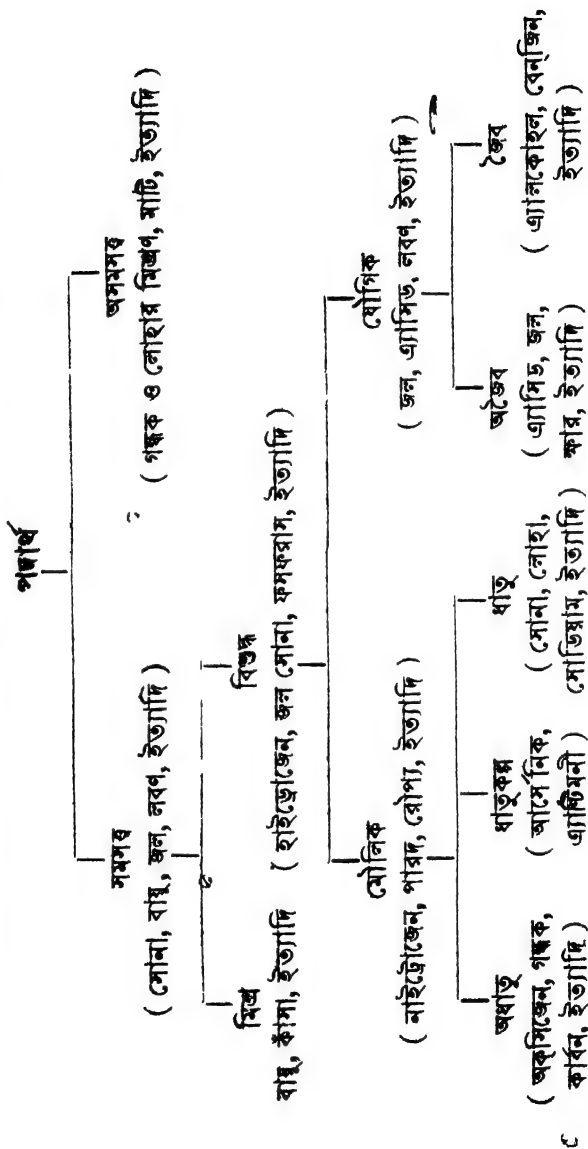 পদার্থ
সমসত্ব
( সোনা, বায়ু, জল, লবণ, ইত্যাদি )
অসমসত্ব
( গন্ধক ও লোহার মিশ্রণ, মাটি, ইত্যাদি )
মিশ্র
বায়ু, কাঁসা, ইত্যাদি
বিশুদ্ধ
( হাইড্রোজেন, জল সোনা, ফসফরাস, ইত্যাদি )
মৌলিক
( নাইট্রোজেন, পারদ, রৌপ্য, ইত্যাদি )
যৌগিক
( জল, এ্যাসিড, লবণ, ইত্যাদি )
অধাতু
( অক্সিজেন, গন্ধক,
কার্বন, ইত্যাদি )
ধাতুকল্প
( আর্সেনিক,
এ্যান্টিমনী )
ধাতু
( সোনা, লোহা,
সোডিয়াম, ইত্যাদি )
অজৈব
( এ্যাসিড, জল,
ক্ষার, ইত্যাদি )
জৈব
( এ্যালকোহল, বেন্‌জিন,
ইত্যাদি )